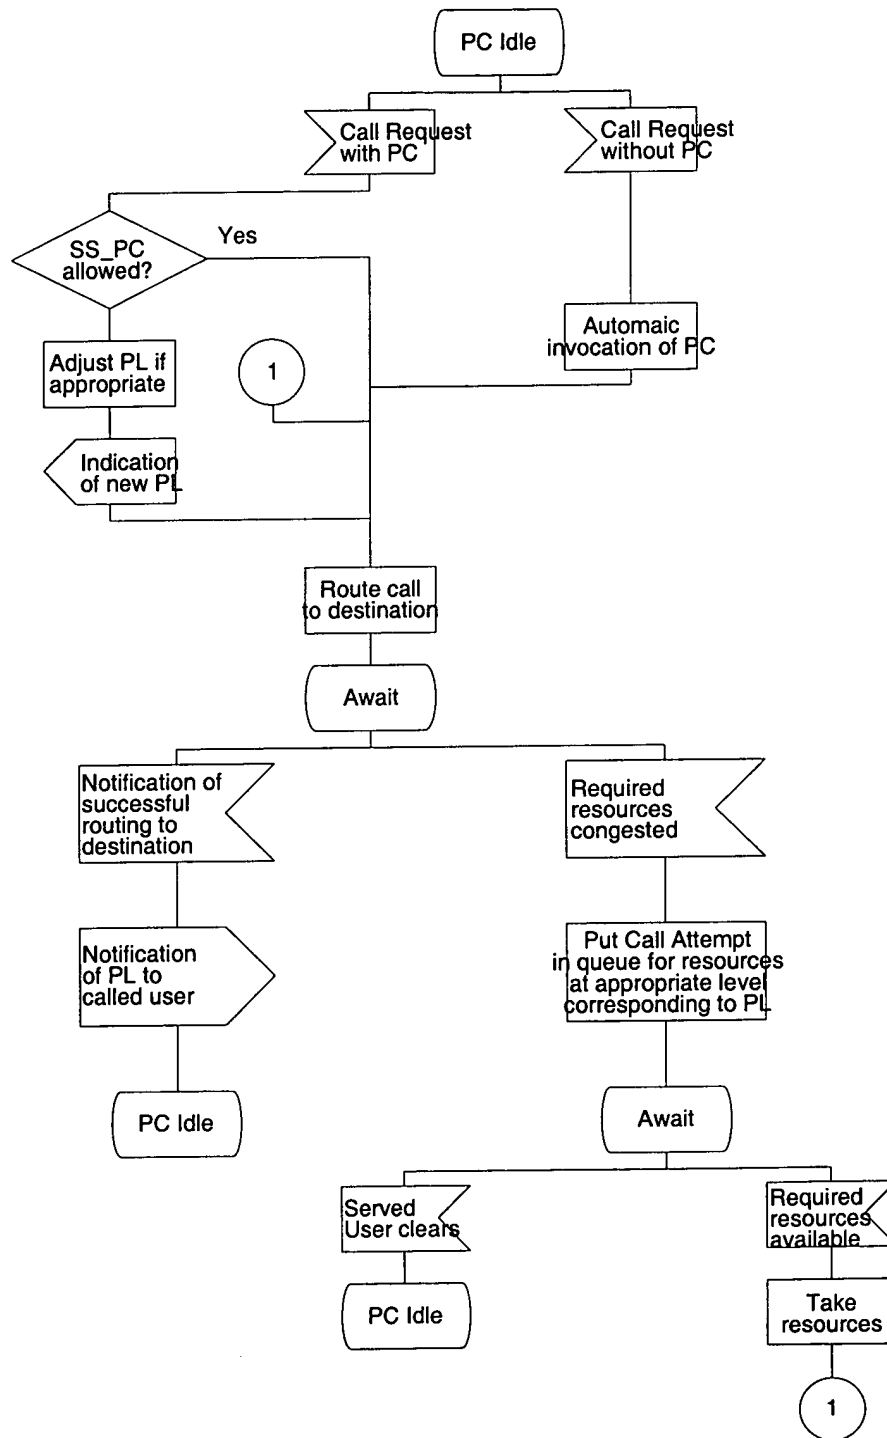 PC Idle
Call Request
with PC
Call Request
without PC
SS_PC
allowed?
Yes
Automaic
invocation of PC
Adjust PL if
appropriate
1
Indication
of new PL
Route call
to destination
Await
Notification of
successful
routing to
destination
Required
resources
congested
Notification
of PL to
called user
Put Call Attempt
in queue for resources
at appropriate level
corresponding to PL
PC Idle
Await
Served
User clears
Required
resources
available
PC Idle
Take
resources
1